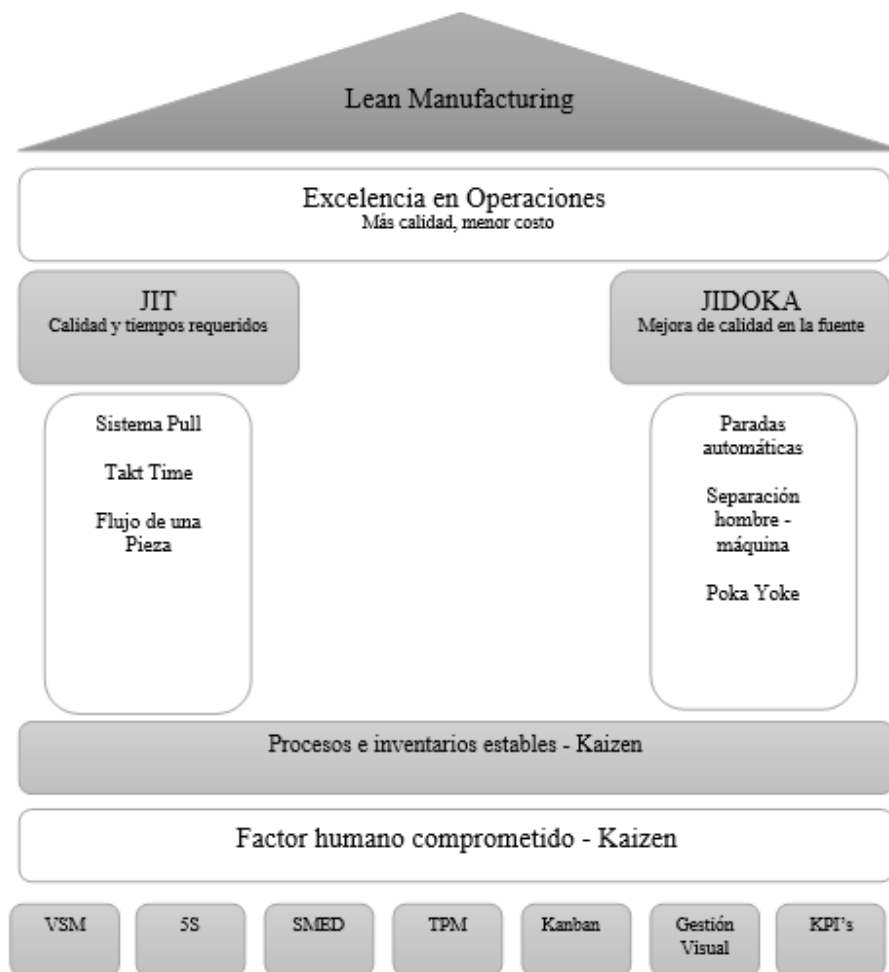 Lean Manufacturing
Excelencia en Operaciones
Más calidad, menor costo
JIT
Calidad y tiempos requeridos
JIDOKA
Mejora de calidad en la fuente
Sistema Pull
Takt Time
Flujo de una
Pieza
Paradas
automáticas
Separación
hombre -
máquina
Poka Yoke
Procesos e inventarios estables - Kaizen
Factor humano comprometido - Kaizen
VSM
5S
SMED
TPM
Kanban
Gestión
Visual
KPI's